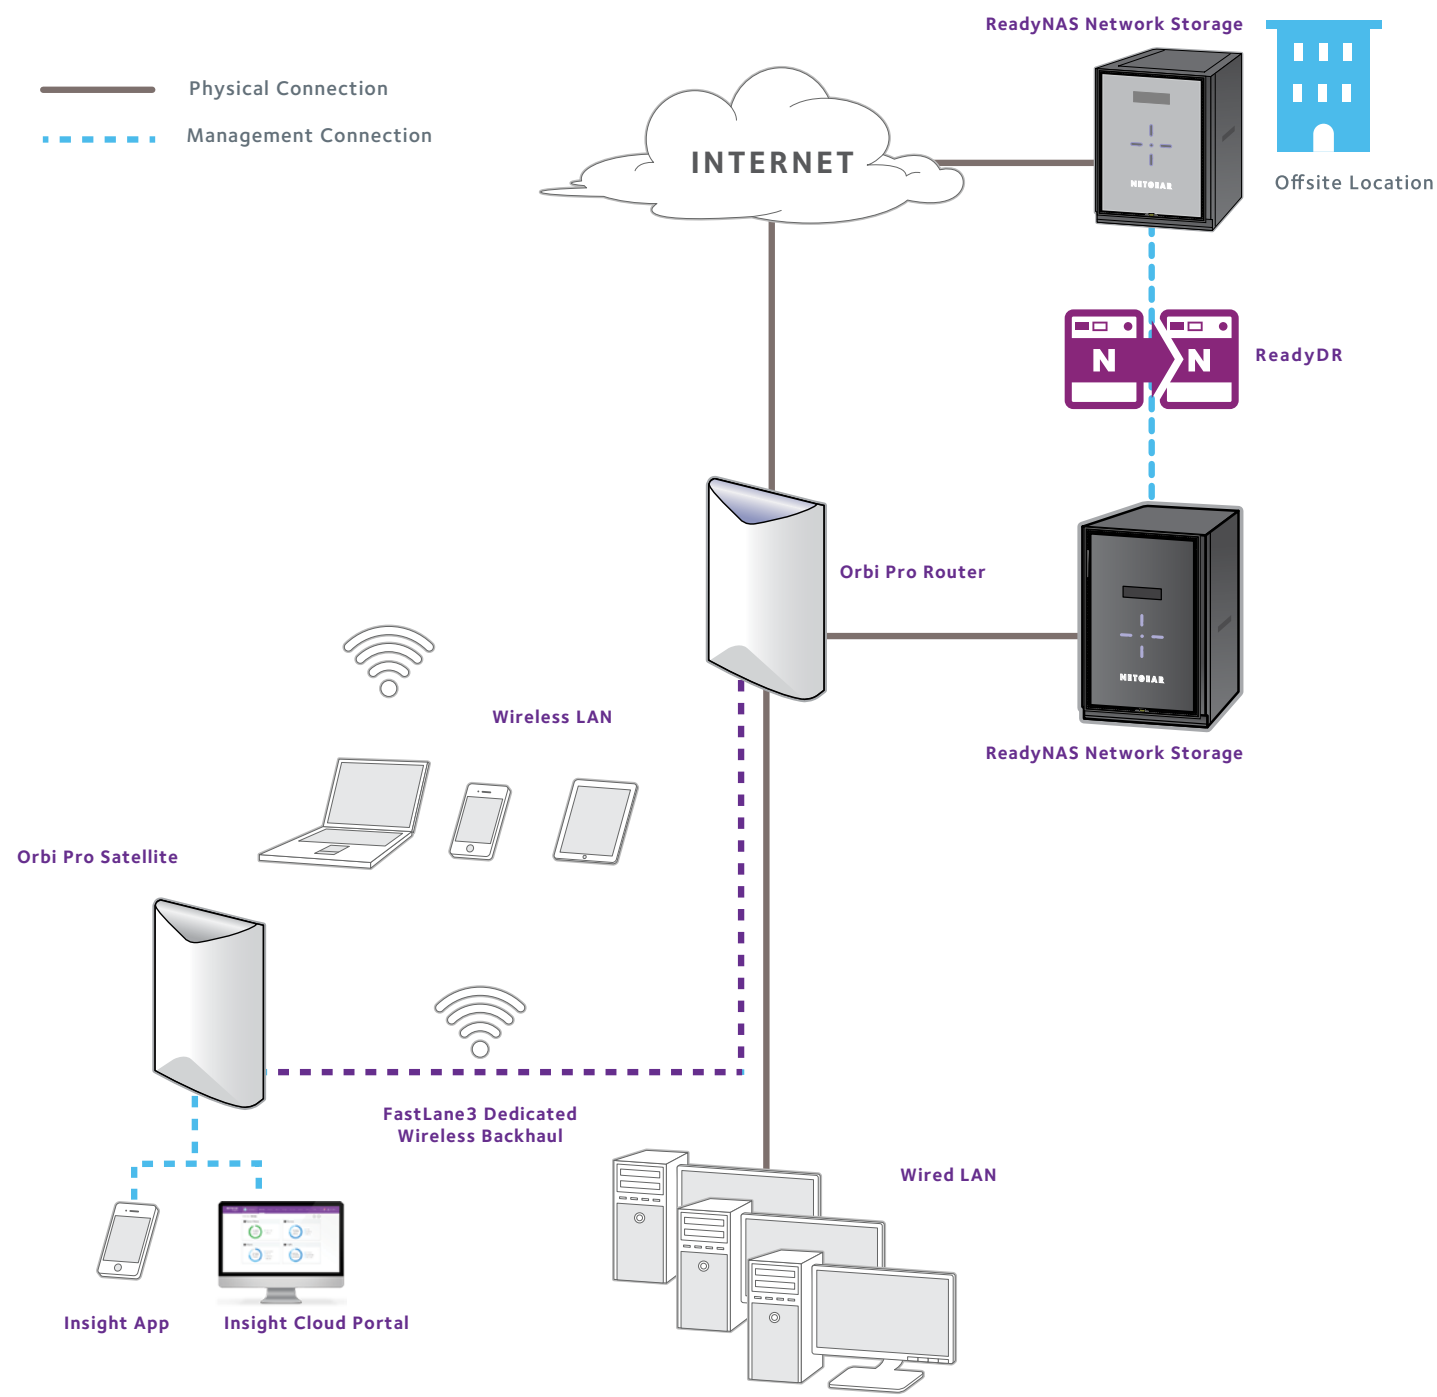 ReadyNAS Network Storage
Physical Connection
Management Connection
INTERNET
NETGEAR
Offsite Location
N
N
ReadyDR
Orbi Pro Router
NETGEAR
Wireless LAN
ReadyNAS Network Storage
Orbi Pro Satellite
FastLane3 Dedicated
Wireless Backhaul
Wired LAN
Insight App
Insight Cloud Portal